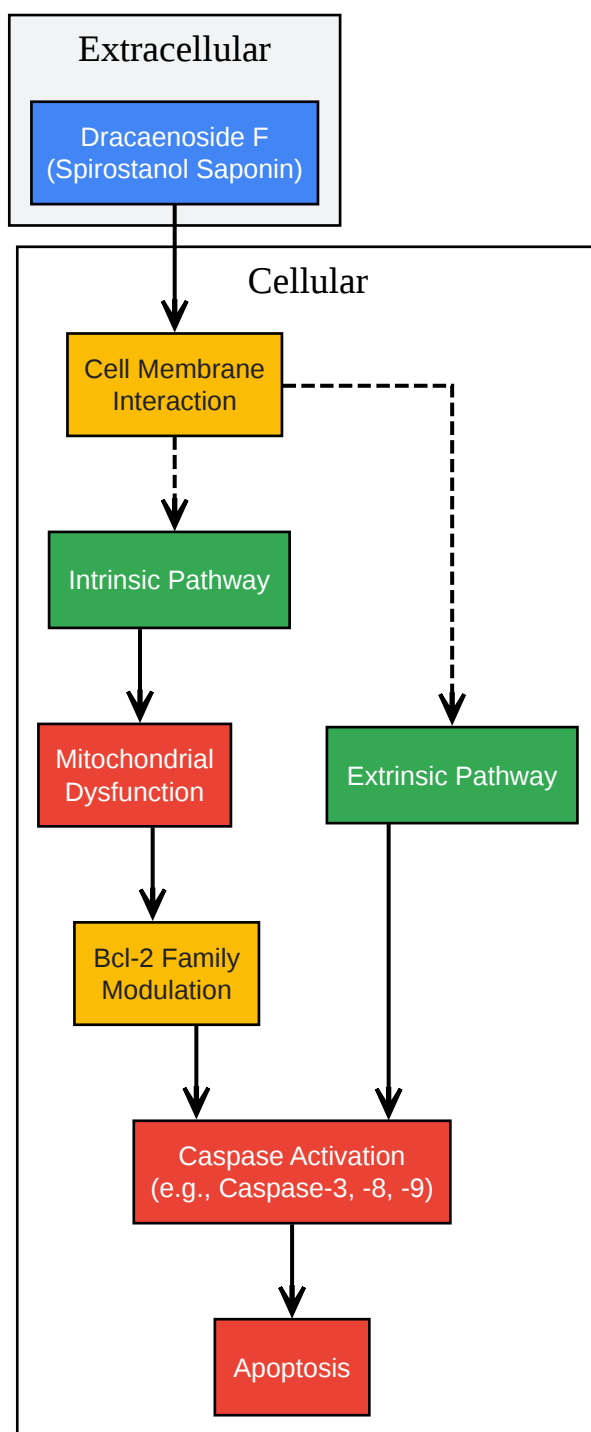 Extracellular
Dracaenoside F
(Spirostanol Saponin)
Cellular
Cell Membrane
Interaction
Intrinsic Pathway
Mitochondrial
Dysfunction
Extrinsic Pathway
Bcl-2 Family
Modulation
Caspase Activation
(e.g., Caspase-3, -8, -9)
Apoptosis